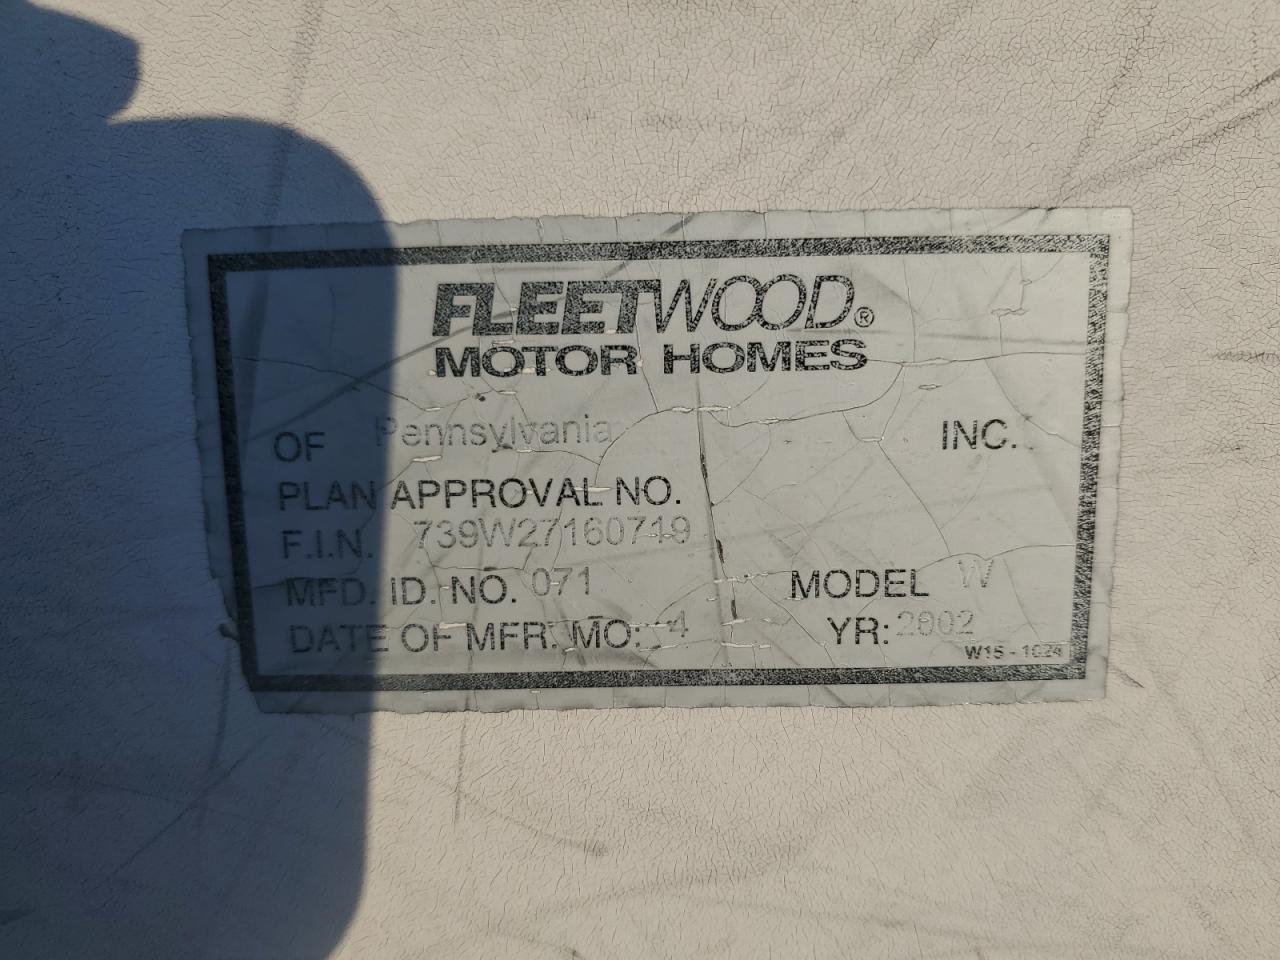 FLEETWOOD®
MOTOR HOMES
OF Pennsylvania INC.
PLAN APPROVAL NO.
F.I.N. 739W27160719
MFD. ID. NO. 071 MODEL W
DATE OF MFR. MO: 4 YR: 2002
W15 - 1024